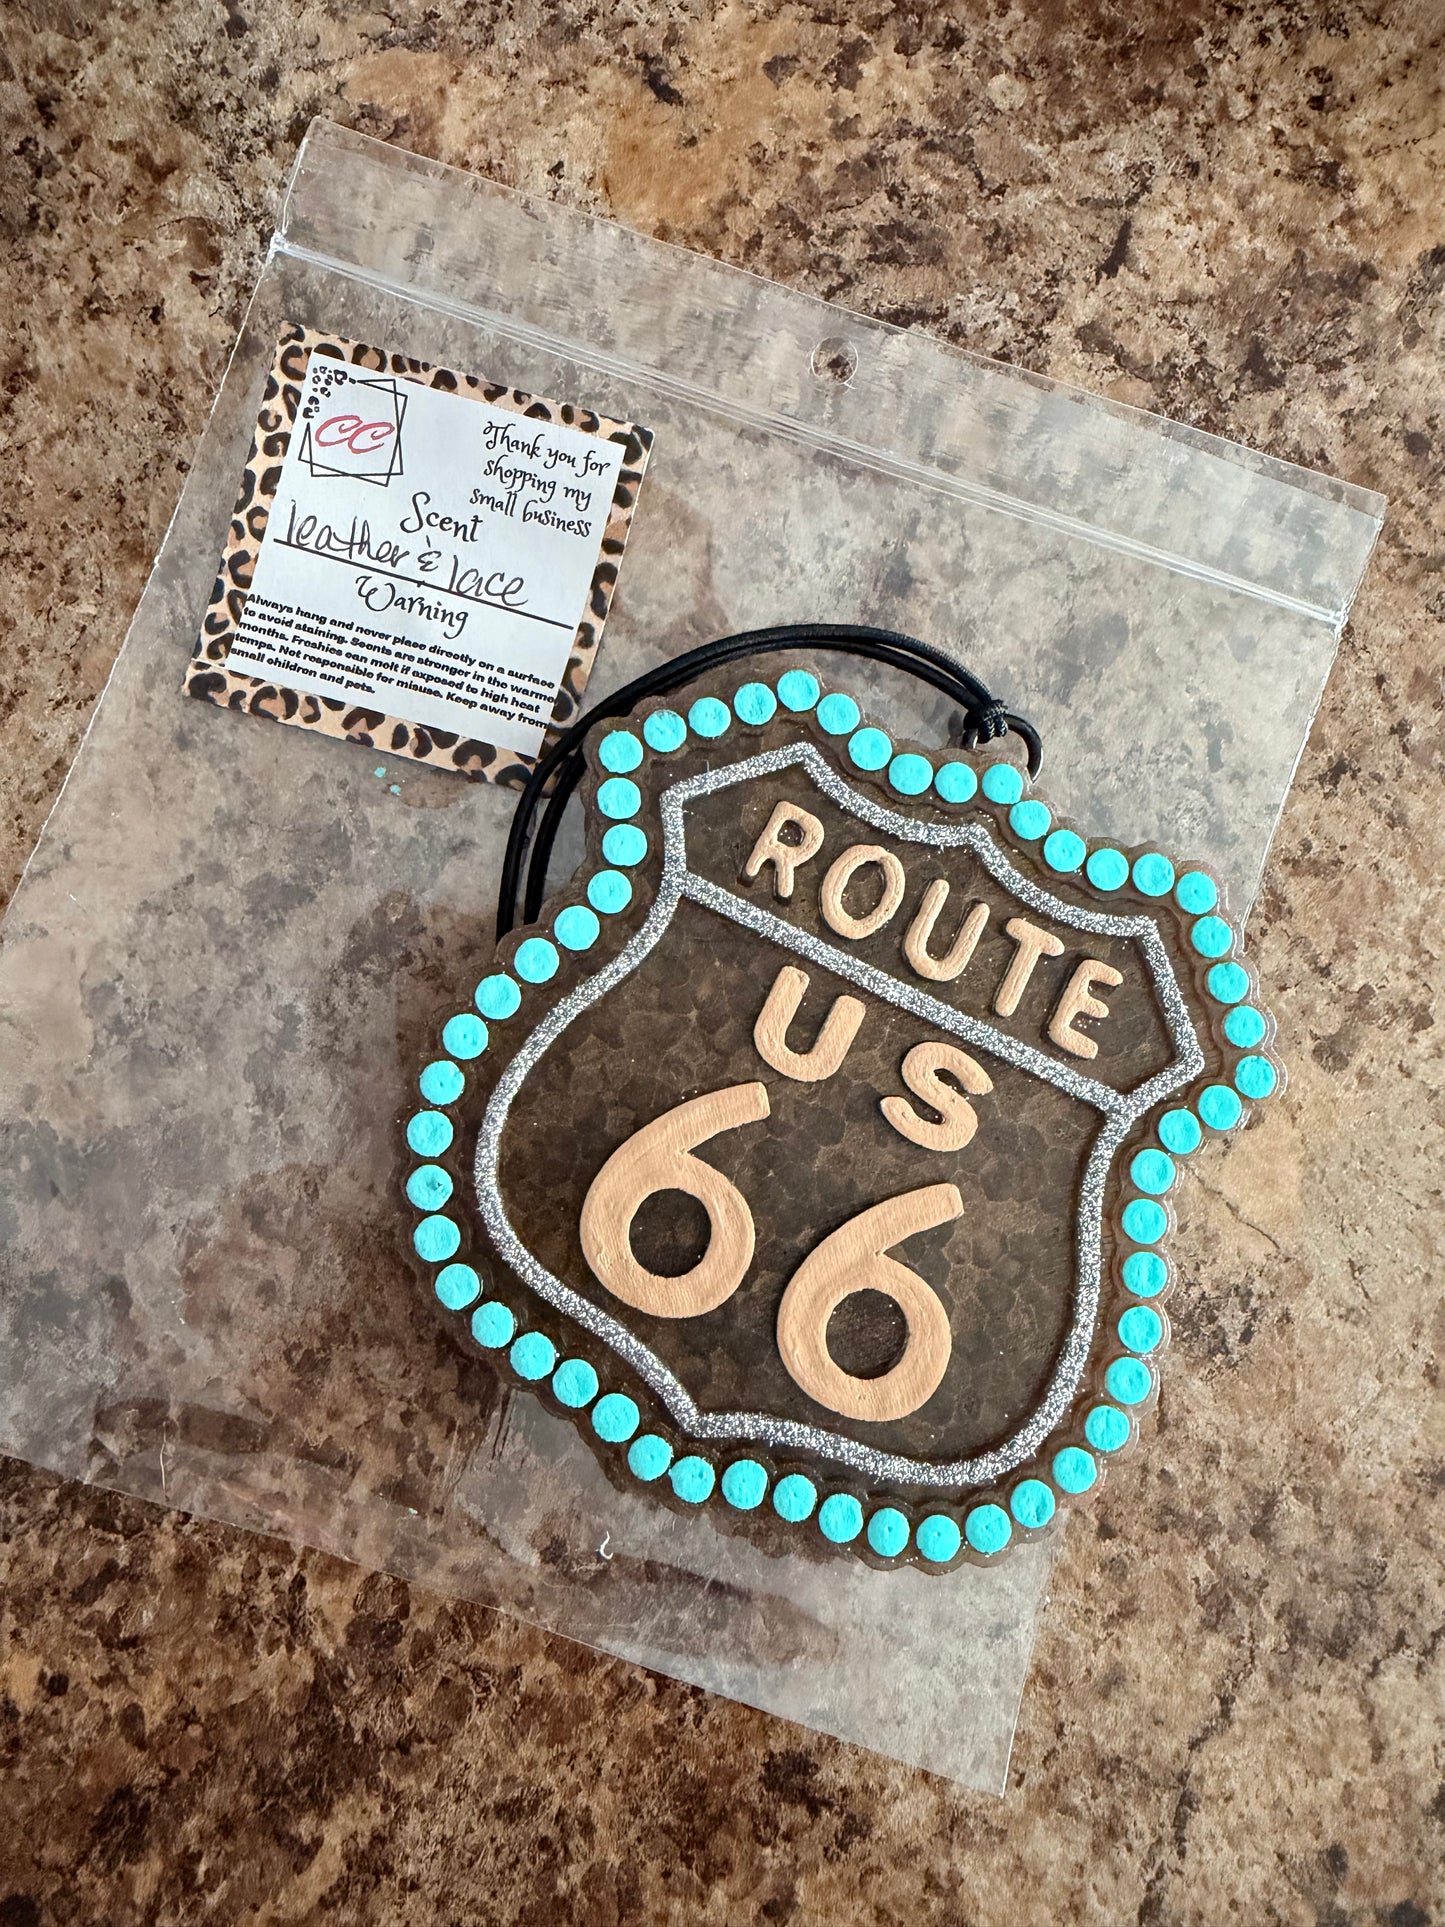 CC
Thank you for
shopping my
small business
Scent
leather & lace
Warning
Always hang and never place directly on a surface
to avoid staining. Scents are stronger in the warme
months. Freshies can melt if exposed to high heat
temps. Not responsible for misuse. Keep away from
small children and pets.
ROUTE
US
66